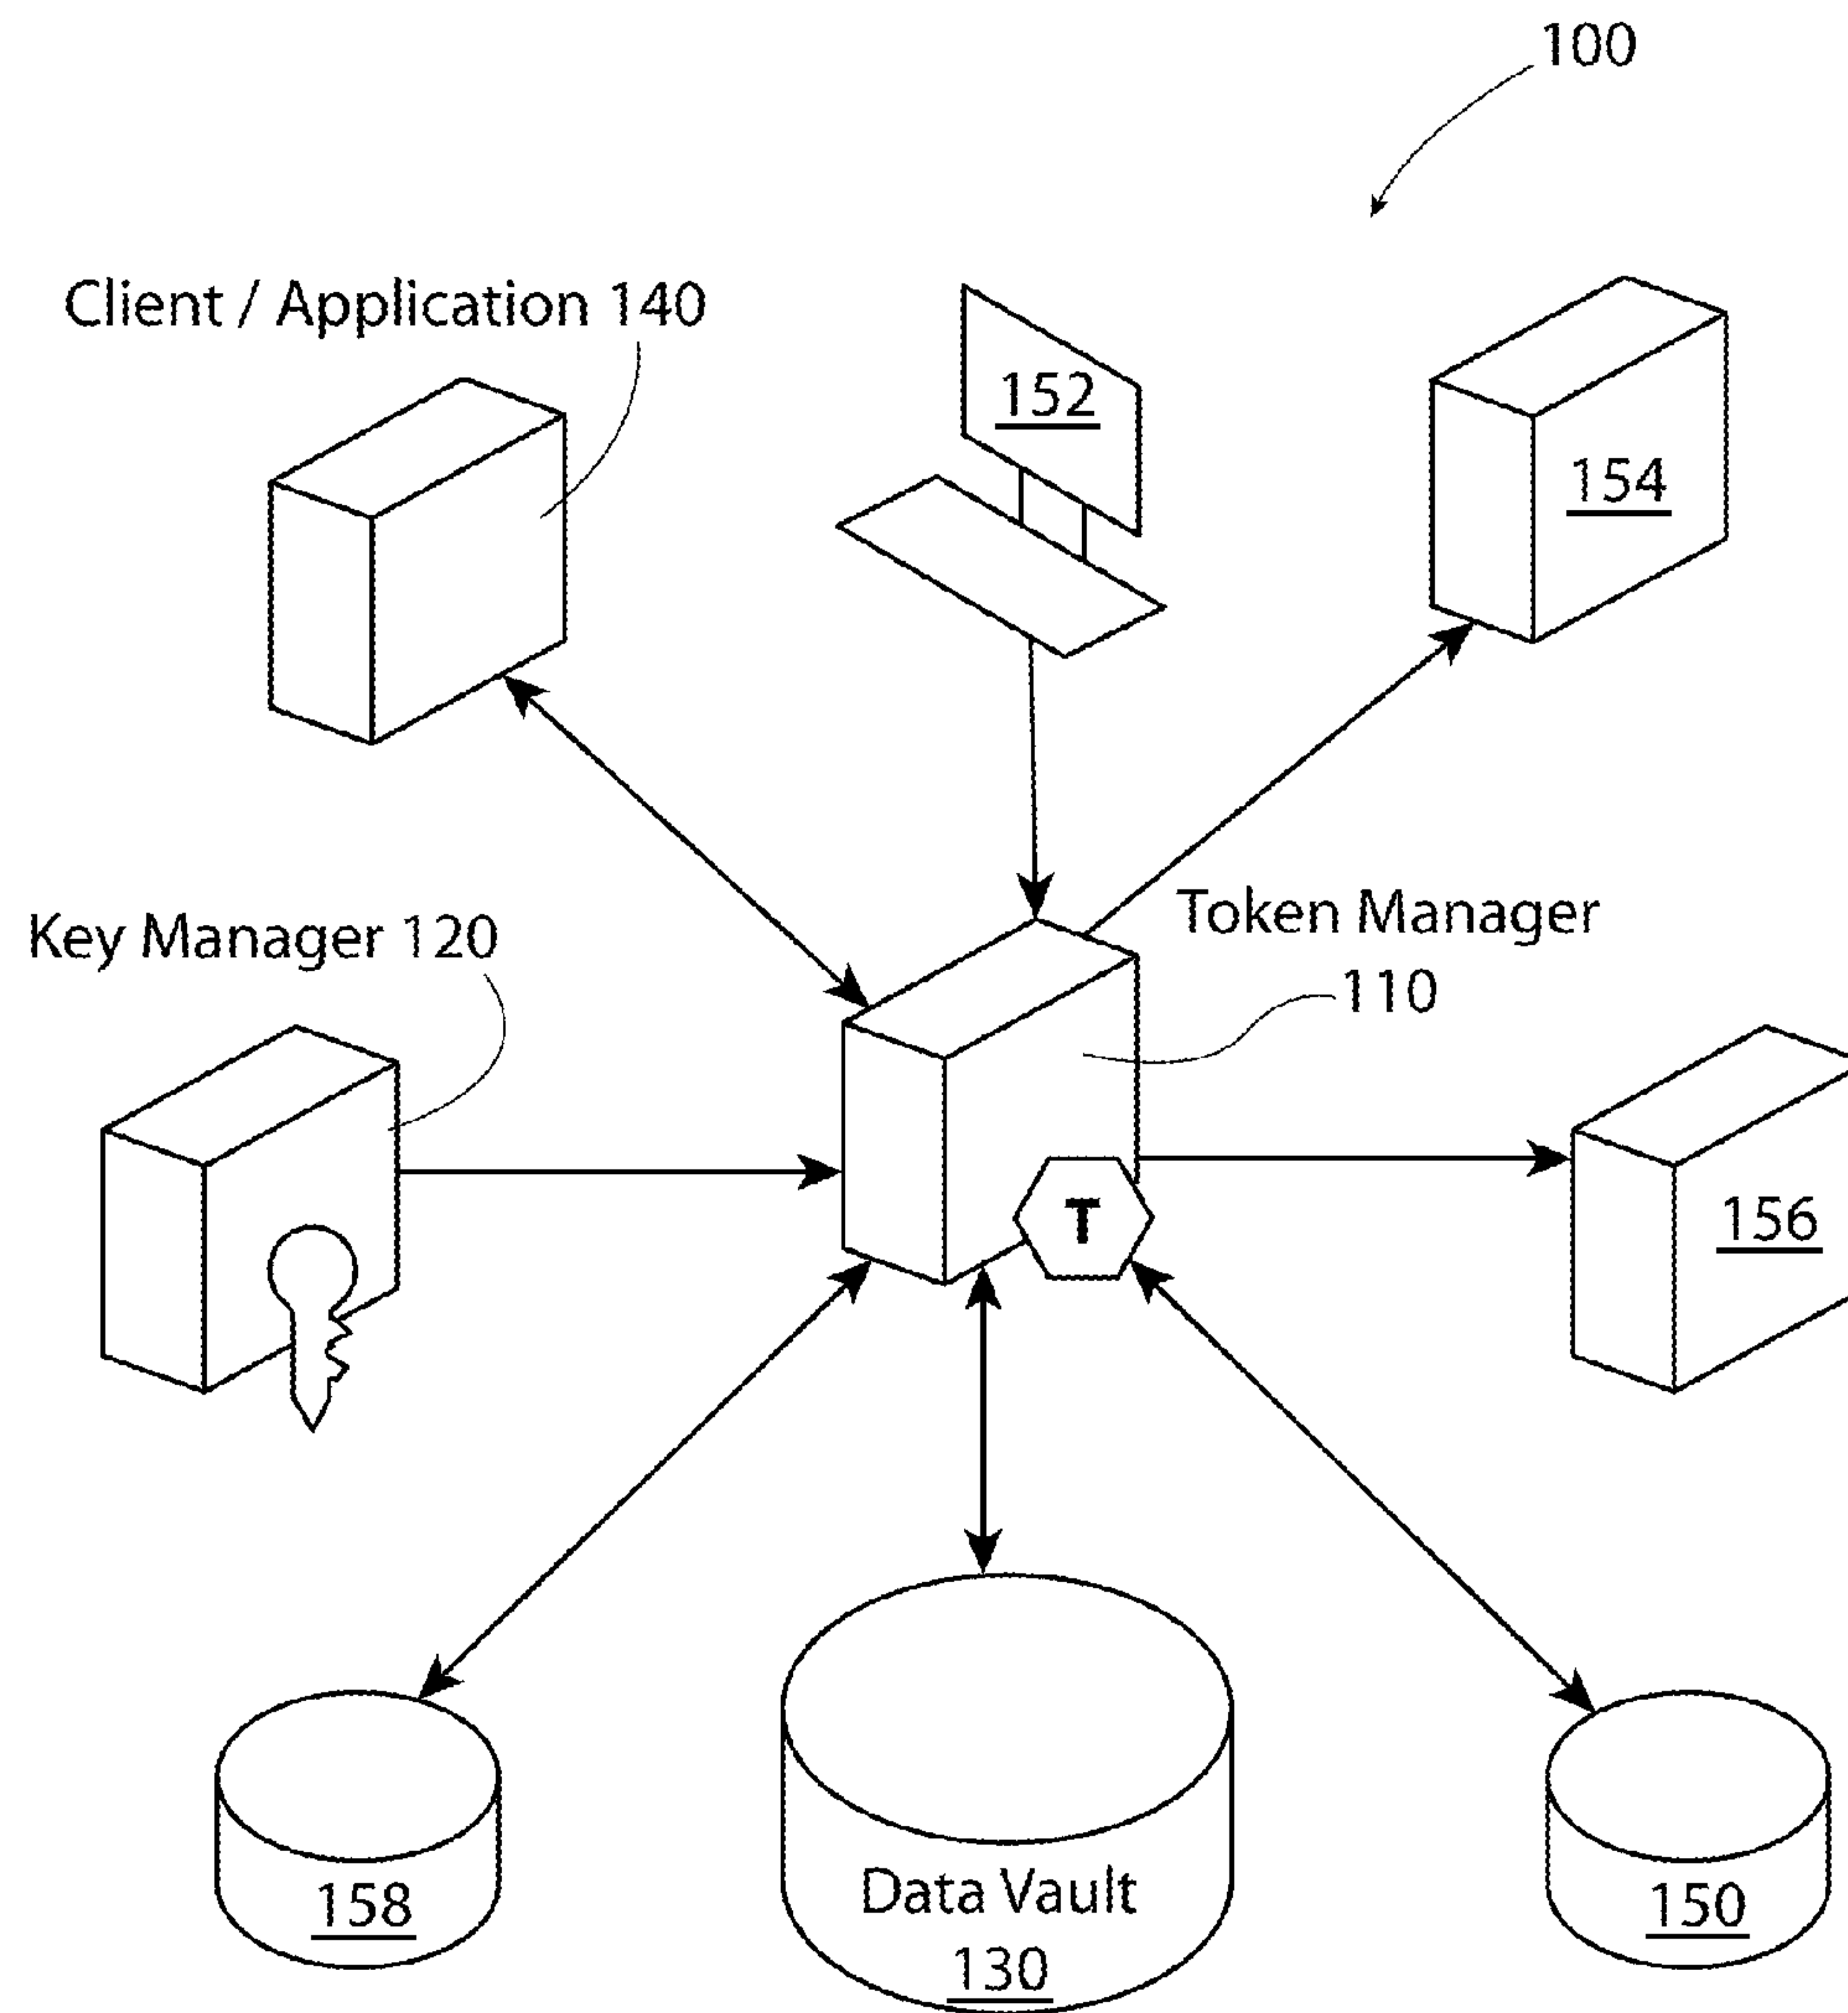 100
Client / Application 140
152
154
Key Manager 120
Token Manager
110
T
156
158
Data Vault
130
150